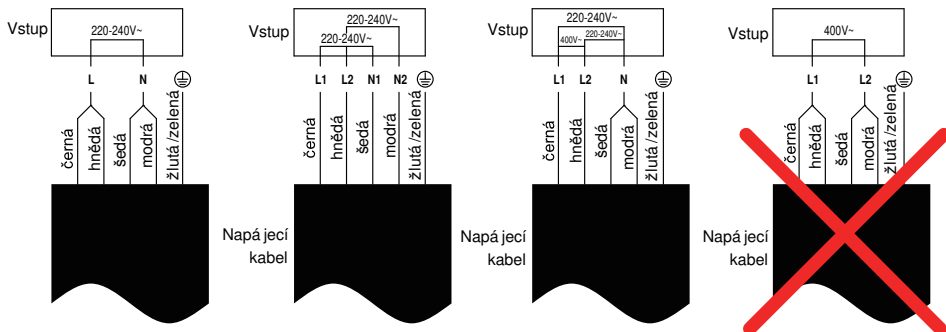 Vstup
220-240V~
L N
černá
hnědá
šedá
modrá
žlutá /zelená
Vstup
220-240V~
220-240V~
L1 L2 N1 N2
černá
hnědá
šedá
modrá
žlutá /zelená
Napá jecí
kabel
Vstup
220-240V~
400V~ 220-240V~
L1 L2 N
černá
hnědá
šedá
modrá
žlutá /zelená
Napá jecí
kabel
Vstup
400V~
L1 L2
černá
hnědá
šedá
modrá
žlutá /zelená
Napá jecí
kabel